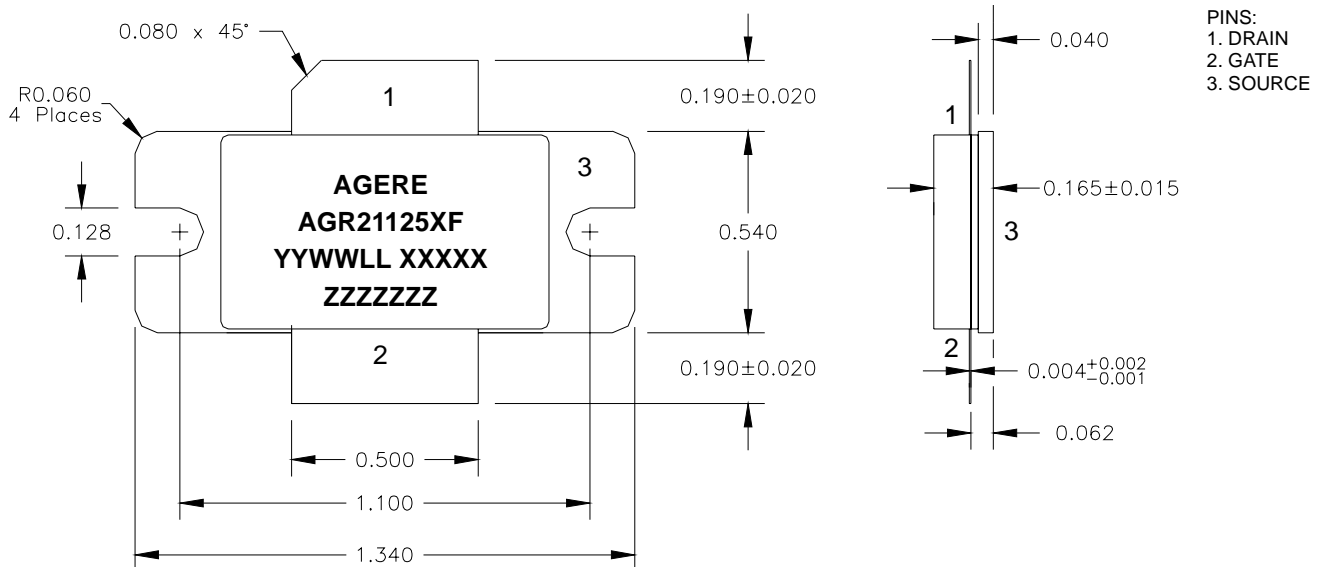 0.080 x 45°
R0.060
4 Places
0.128
1
3
AGERE
AGR21125XF
YYWWLL XXXXX
ZZZZZZZ
2
0.500
1.100
1.340
0.190±0.020
0.540
0.190±0.020
0.040
1
0.165±0.015
3
2
0.004+0.002
-0.001
0.062
PINS:
1. DRAIN
2. GATE
3. SOURCE